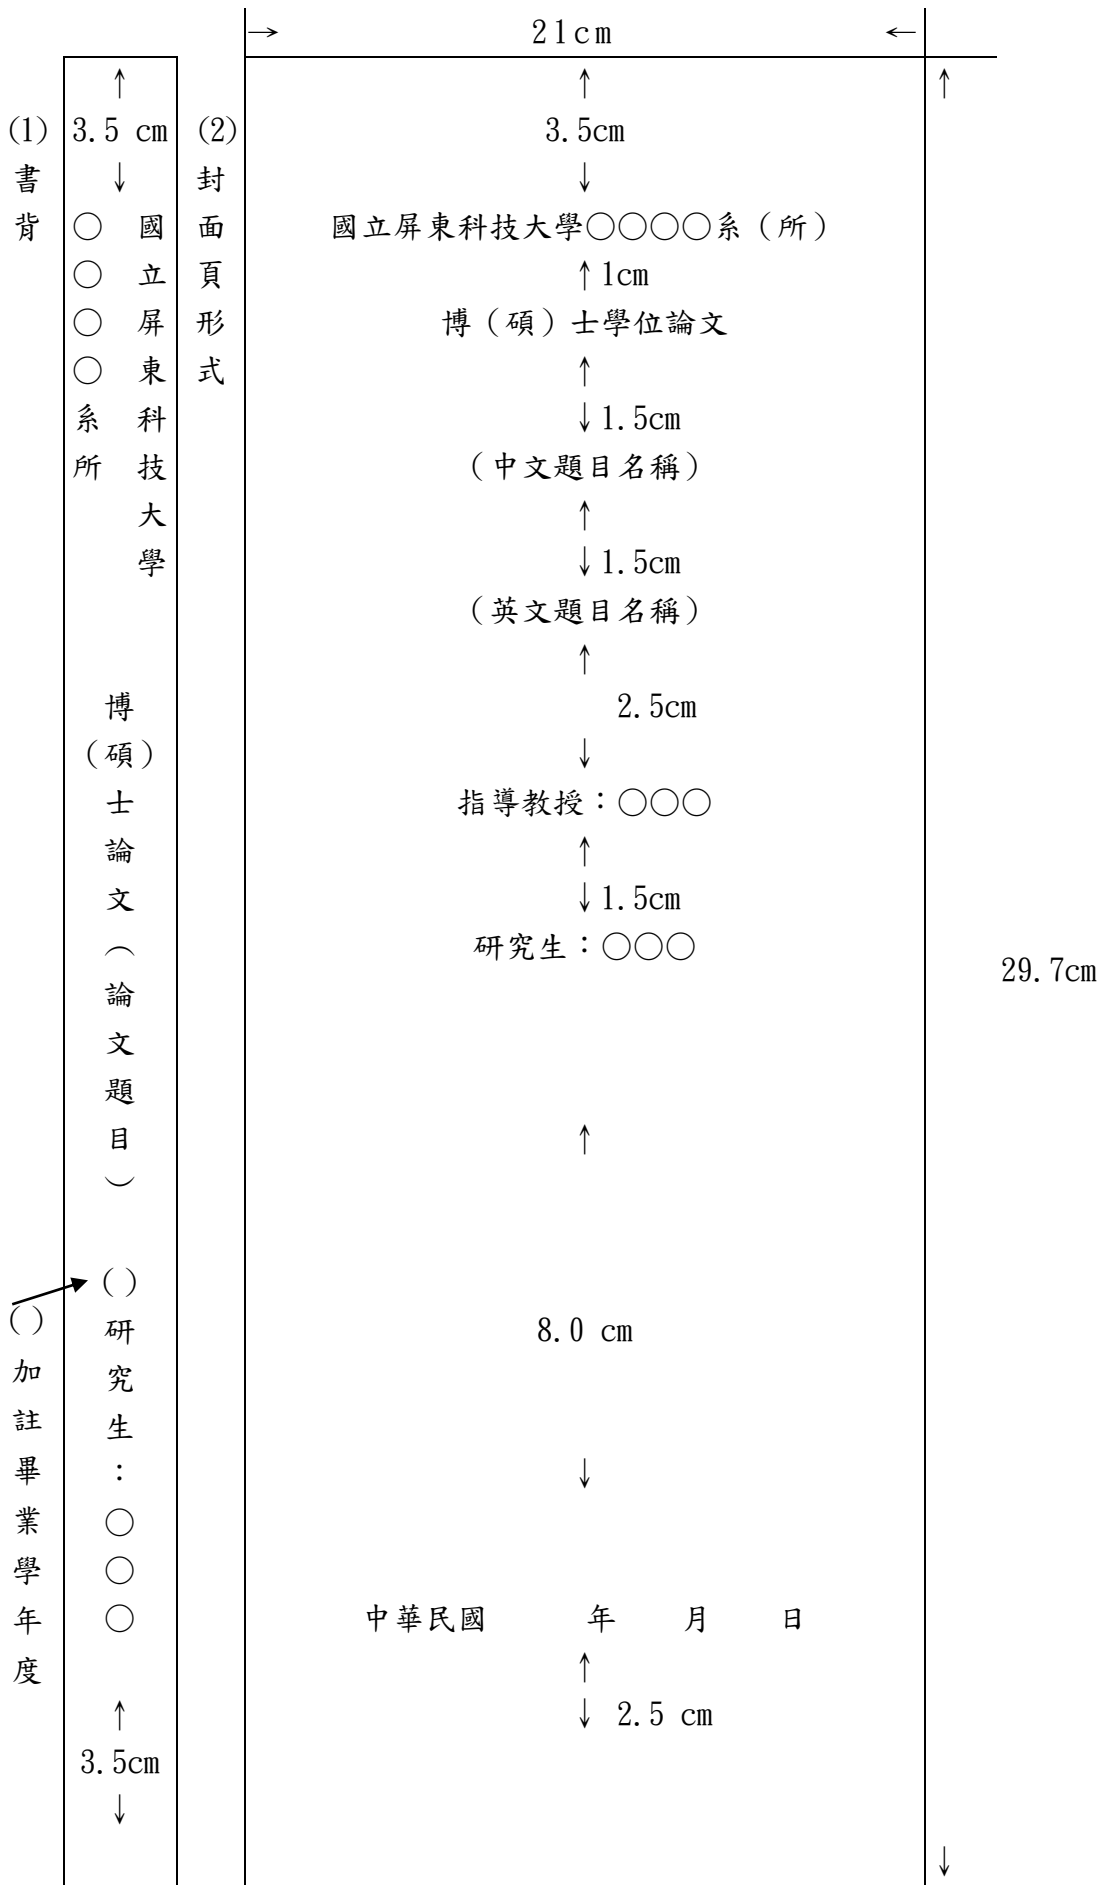 → 21cm ←
(1)書背
↑
3.5 cm
↓
國立屏東科技大學
○○○○系所
博(碩)士論文(論文題目)
( )研究生:○○○
↑
3.5cm
↓
( )加註畢業學年度
(2)封面頁形式
↑
3.5cm
↓
國立屏東科技大學○○○○系(所)
↑1cm
博(碩)士學位論文
↑
↓1.5cm
(中文題目名稱)
↑
↓1.5cm
(英文題目名稱)
↑
2.5cm
↓
指導教授:○○○
↑
↓1.5cm
研究生:○○○
↑
8.0 cm
↓
中華民國 年 月 日
↑
↓ 2.5 cm
↑
29.7cm
↓